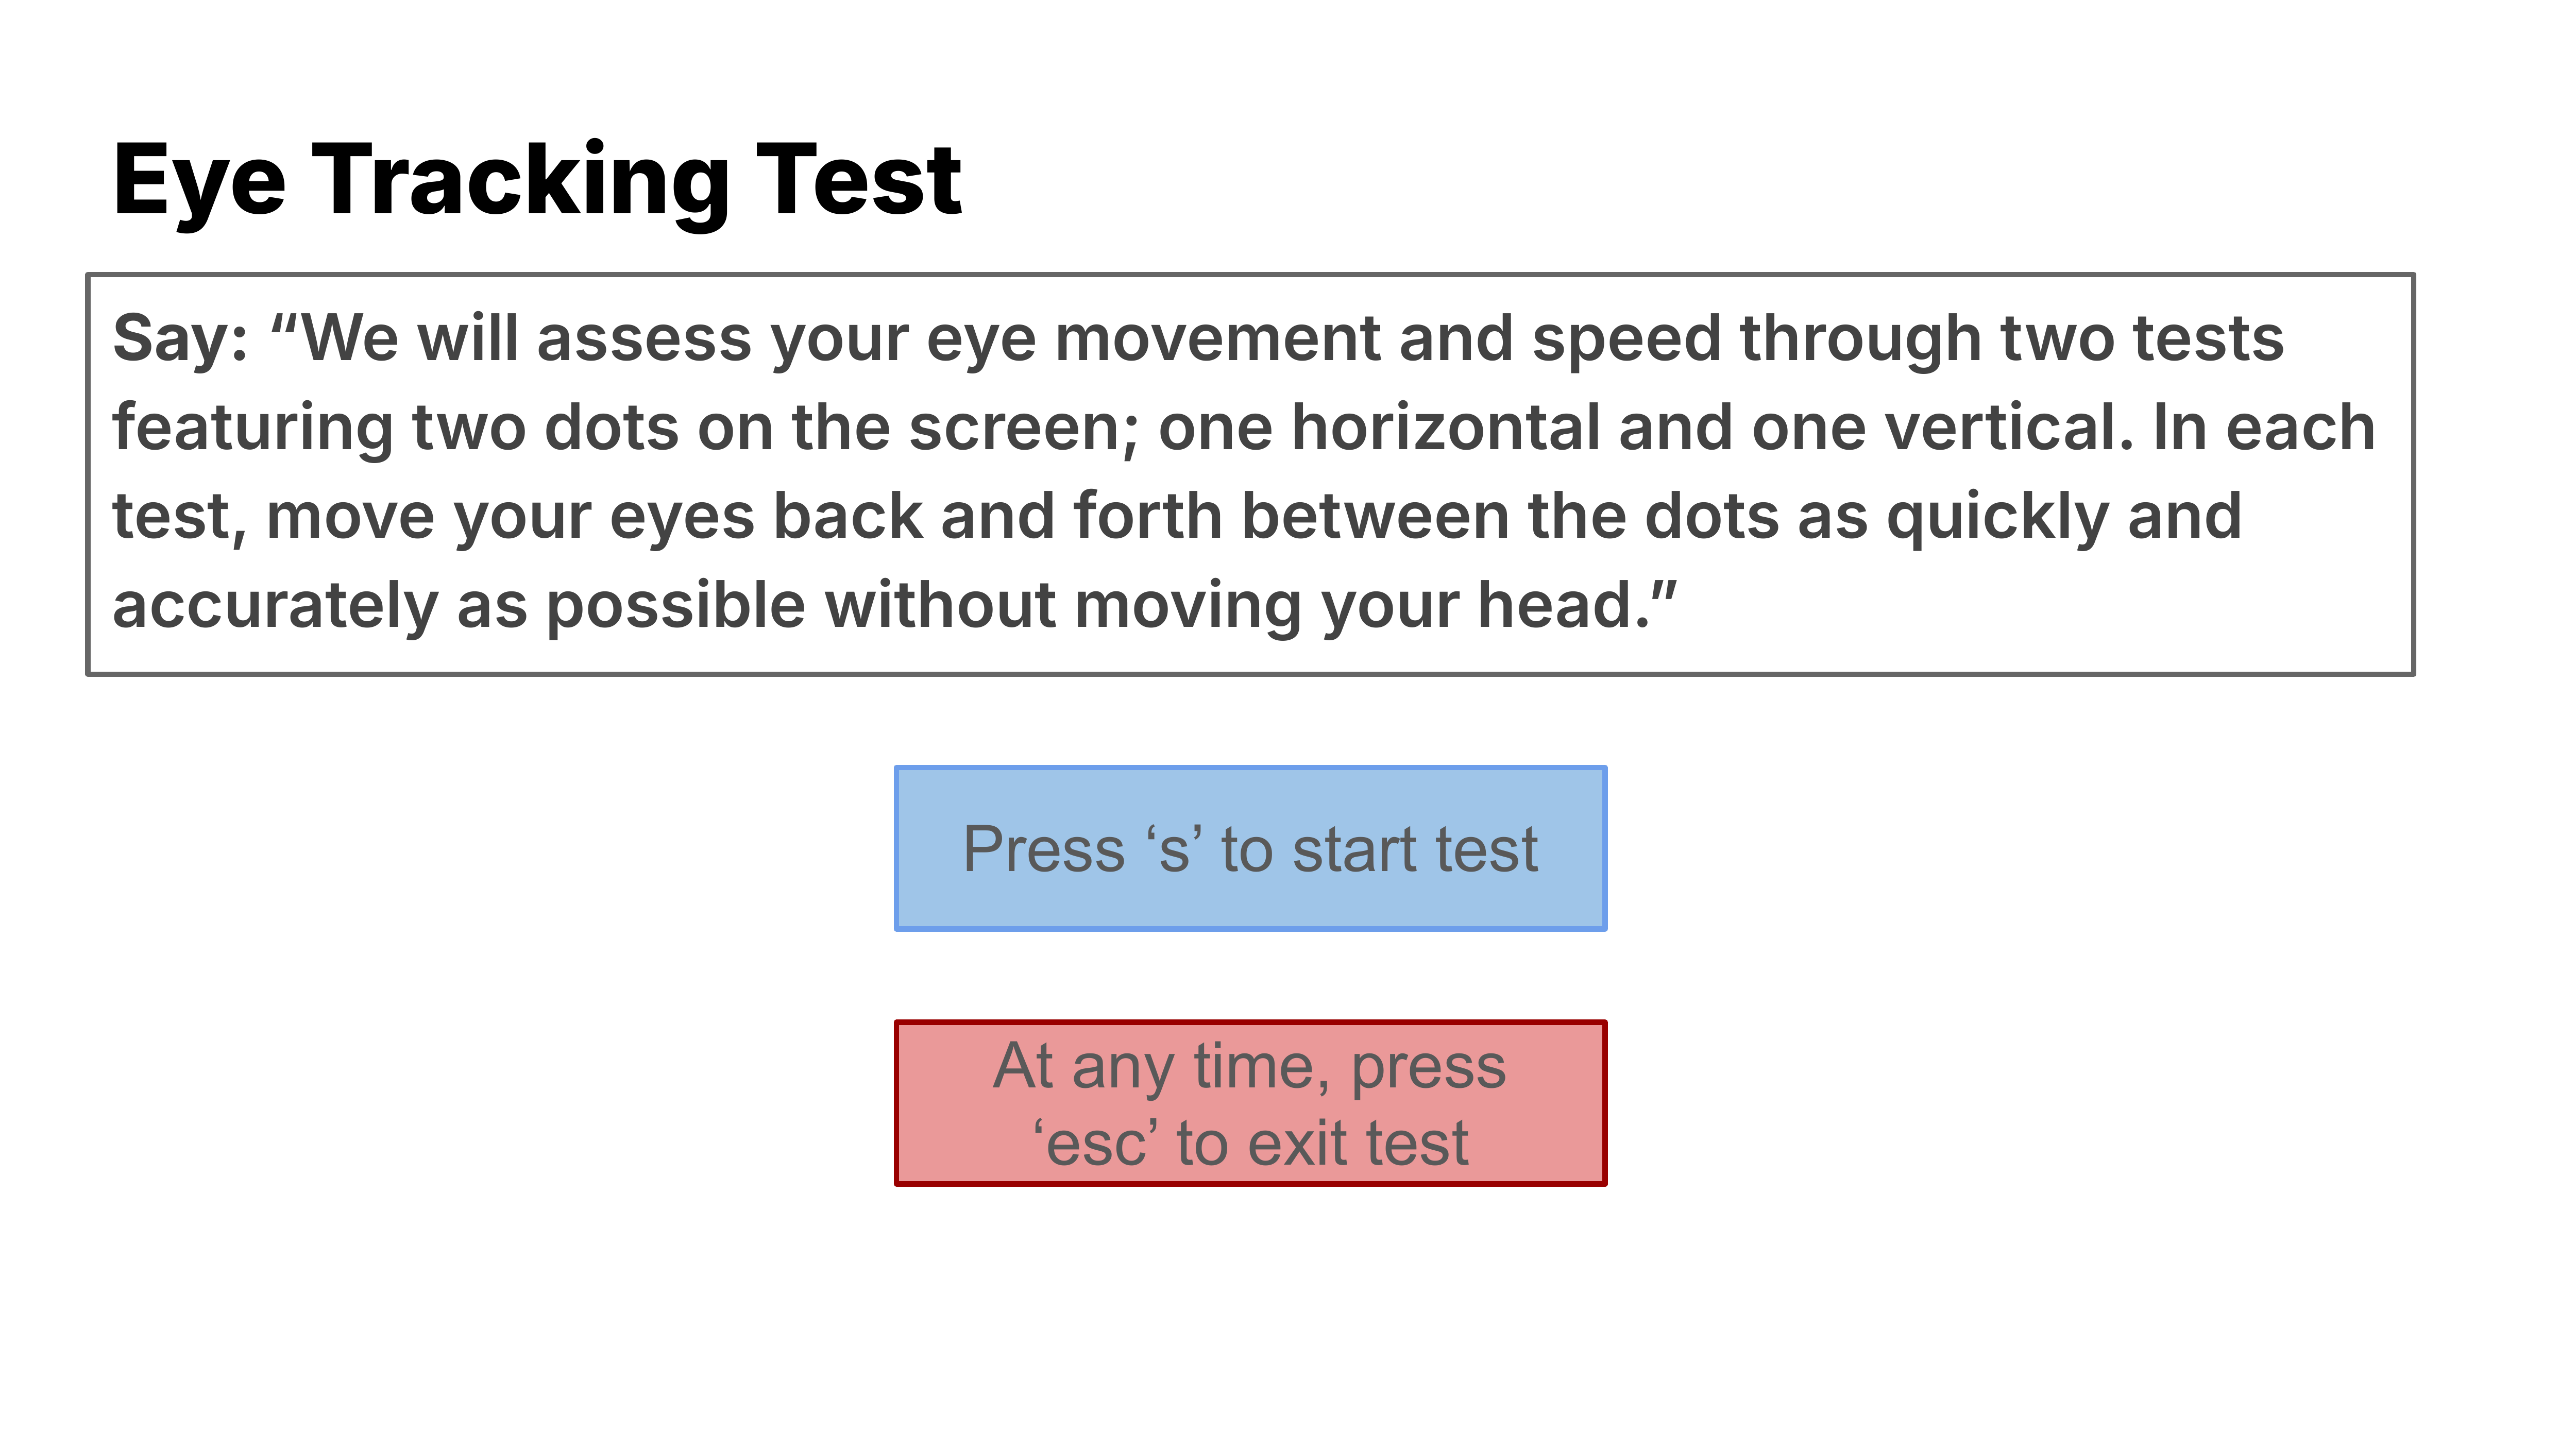 Eye Tracking Test
Say: “We will assess your eye movement and speed through two tests
featuring two dots on the screen; one horizontal and one vertical. In each
test, move your eyes back and forth between the dots as quickly and
accurately as possible without moving your head.”
Press ‘s’ to start test
At any time, press
‘esc’ to exit test